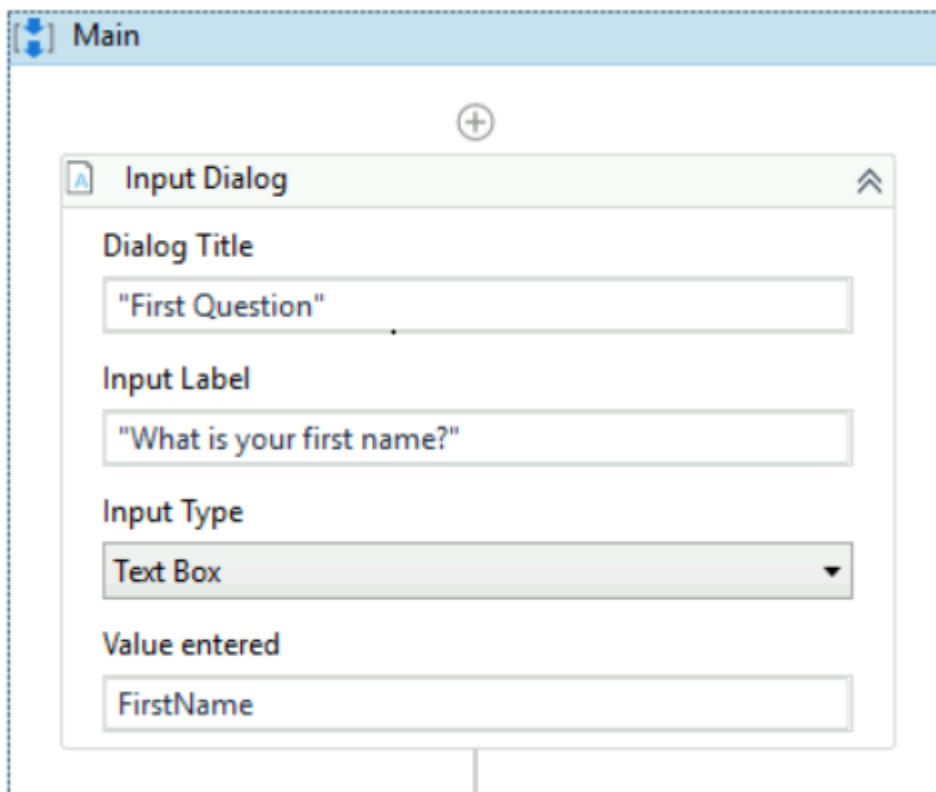 Main
Input Dialog
Dialog Title
"First Question"
Input Label
"What is your first name?"
Input Type
Text Box
Value entered
FirstName